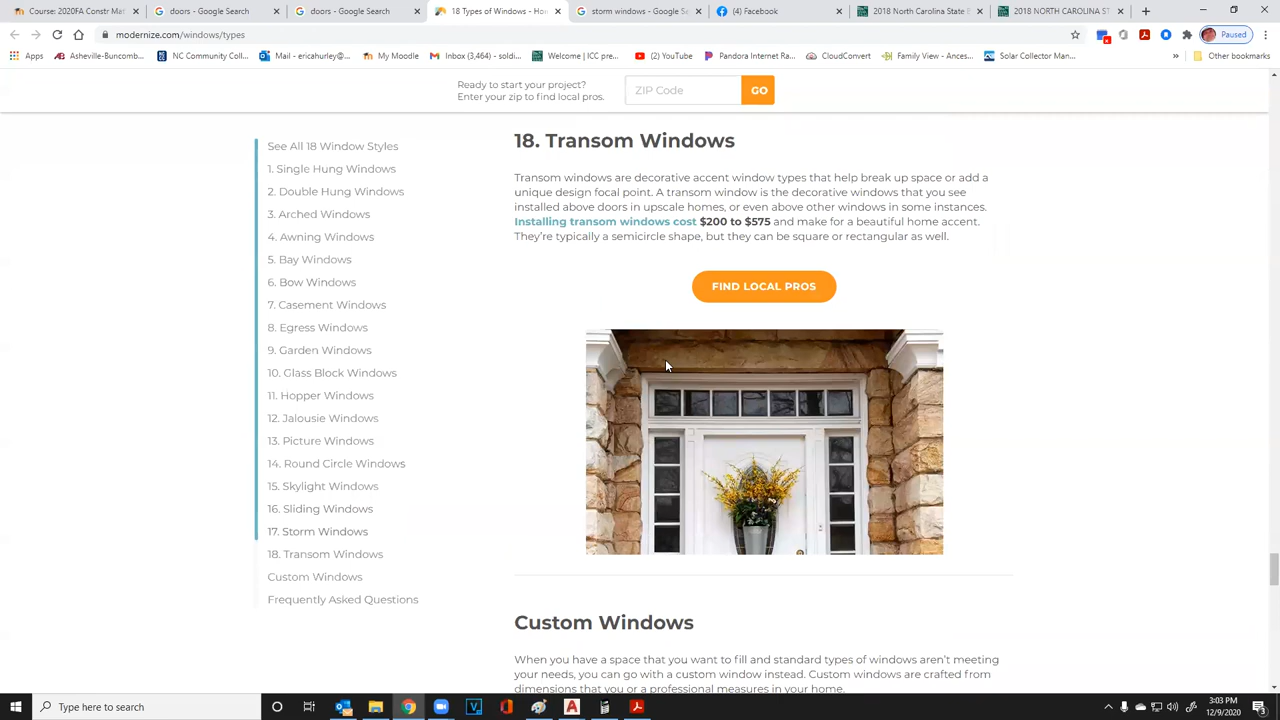 Course: 2020FA Constr Mat
doors - Google Search
doors - Google Search
18 Types of Windows - Ho
storm windows - Google Se
(4) Facebook
2018 North Carolina State B
2018 NORTH CAROLINA ST
modernize.com/windows/types
Paused
Apps
Asheville-Buncomb...
NC Community Coll...
Mail - ericahurley@...
My Moodle
Inbox (3,464) - soldi...
Welcome | ICC pre...
(2) YouTube
Pandora Internet Ra...
CloudConvert
Family View - Ances...
Solar Collector Man...
»
Other bookmarks
Ready to start your project?
Enter your zip to find local pros.
ZIP Code
GO
See All 18 Window Styles
1. Single Hung Windows
2. Double Hung Windows
3. Arched Windows
4. Awning Windows
5. Bay Windows
6. Bow Windows
7. Casement Windows
8. Egress Windows
9. Garden Windows
10. Glass Block Windows
11. Hopper Windows
12. Jalousie Windows
13. Picture Windows
14. Round Circle Windows
15. Skylight Windows
16. Sliding Windows
17. Storm Windows
18. Transom Windows
Custom Windows
Frequently Asked Questions
18. Transom Windows
Transom windows are decorative accent window types that help break up space or add a
unique design focal point. A transom window is the decorative windows that you see
installed above doors in upscale homes, or even above other windows in some instances.
Installing transom windows cost $200 to $575 and make for a beautiful home accent.
They're typically a semicircle shape, but they can be square or rectangular as well.
FIND LOCAL PROS
Custom Windows
When you have a space that you want to fill and standard types of windows aren't meeting
your needs, you can go with a custom window instead. Custom windows are crafted from
dimensions that you or a professional measures in your home.
Type here to search
3:03 PM
12/9/2020